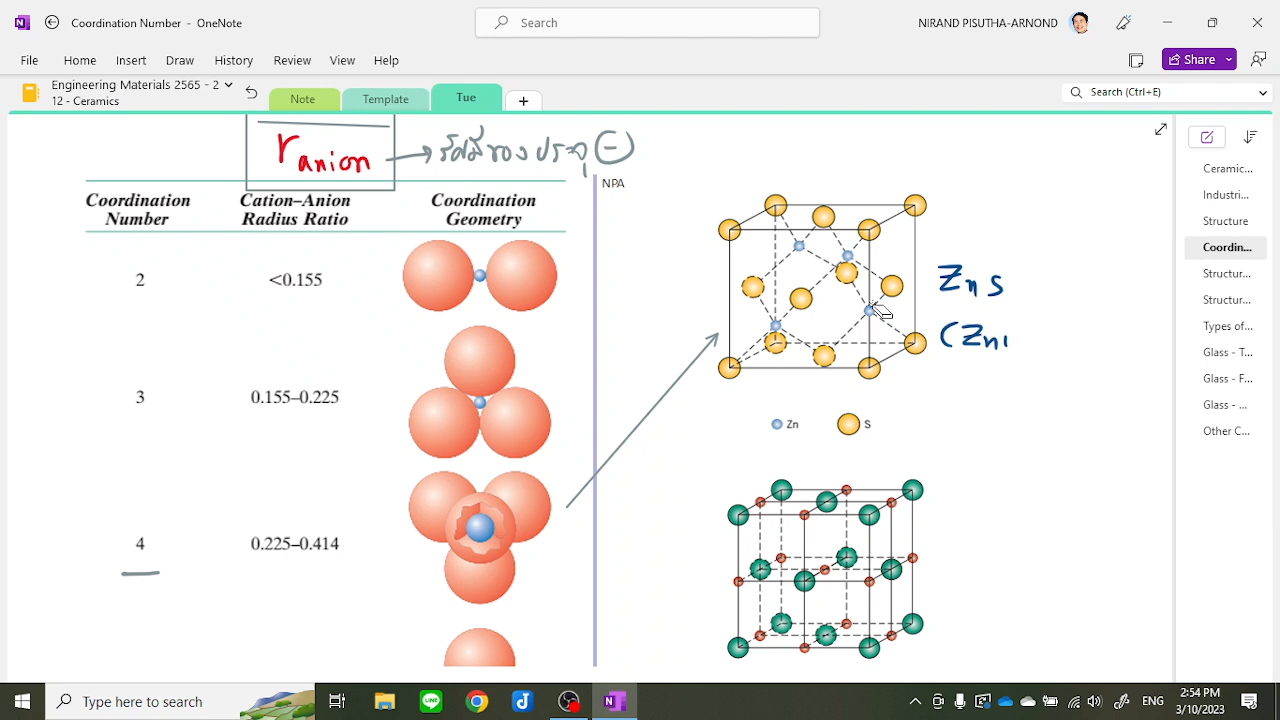 Coordination Number - OneNote
Search
NIRAND PISUTHA-ARNOND
File Home Insert Draw History Review View Help
Share
Engineering Materials 2565 - 2
12 - Ceramics
Note
Template
Tue
+
Search (Ctrl+E)
r anion
รัศมีของประจุ (-)
NPA
Coordination Number
Cation–Anion Radius Ratio
Coordination Geometry
2 <0.155
3 0.155–0.225
4 0.225–0.414
Zn S
(Zn
Zn S
Ceramic...
Industri...
Structure
Coordin...
Structur...
Structur...
Types of...
Glass - T...
Glass - F...
Glass - ...
Other C...
Type here to search
ENG
2:54 PM
3/10/2023